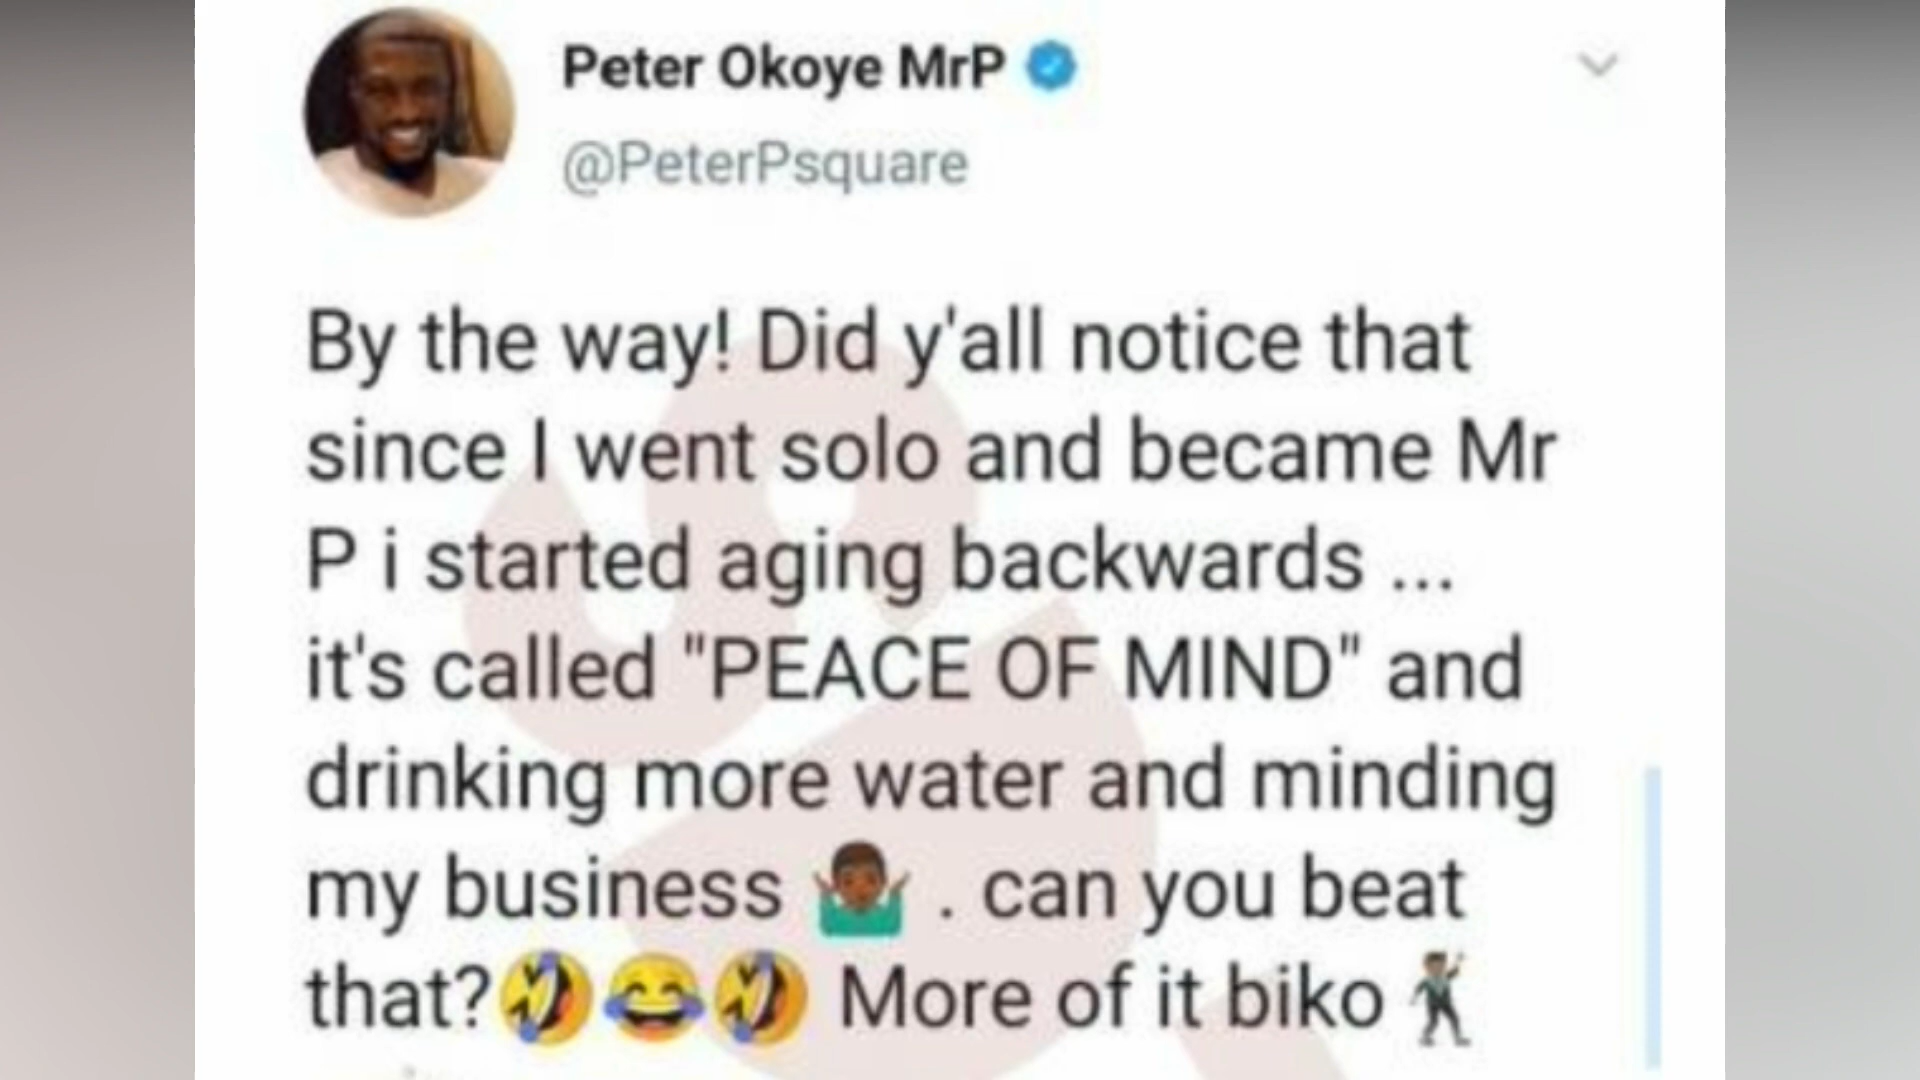 Peter Okoye MrP
@PeterPsquare
By the way! Did y'all notice that
since I went solo and became Mr
P i started aging backwards ...
it's called "PEACE OF MIND" and
drinking more water and minding
my business 🤷🏾‍♂️ . can you beat
that?🤣😂🤣 More of it biko 🕺🏾